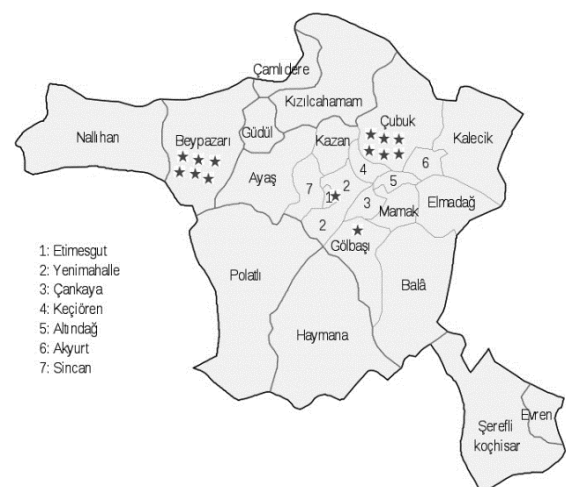 Çamlıdere
Kızılcahamam
Çubuk
Nallıhan
Beypazarı
Güdül
Kazan
Kalecik
Ayaş
4
6
7
1
2
5
3
Mamak
Elmadağ
2
Gölbaşı
1: Etimesgut
2: Yenimahalle
3: Çankaya
4: Keçiören
5: Altındağ
6: Akyurt
7: Sincan
Polatlı
Balâ
Haymana
Evren
Şerefli
koçhisar